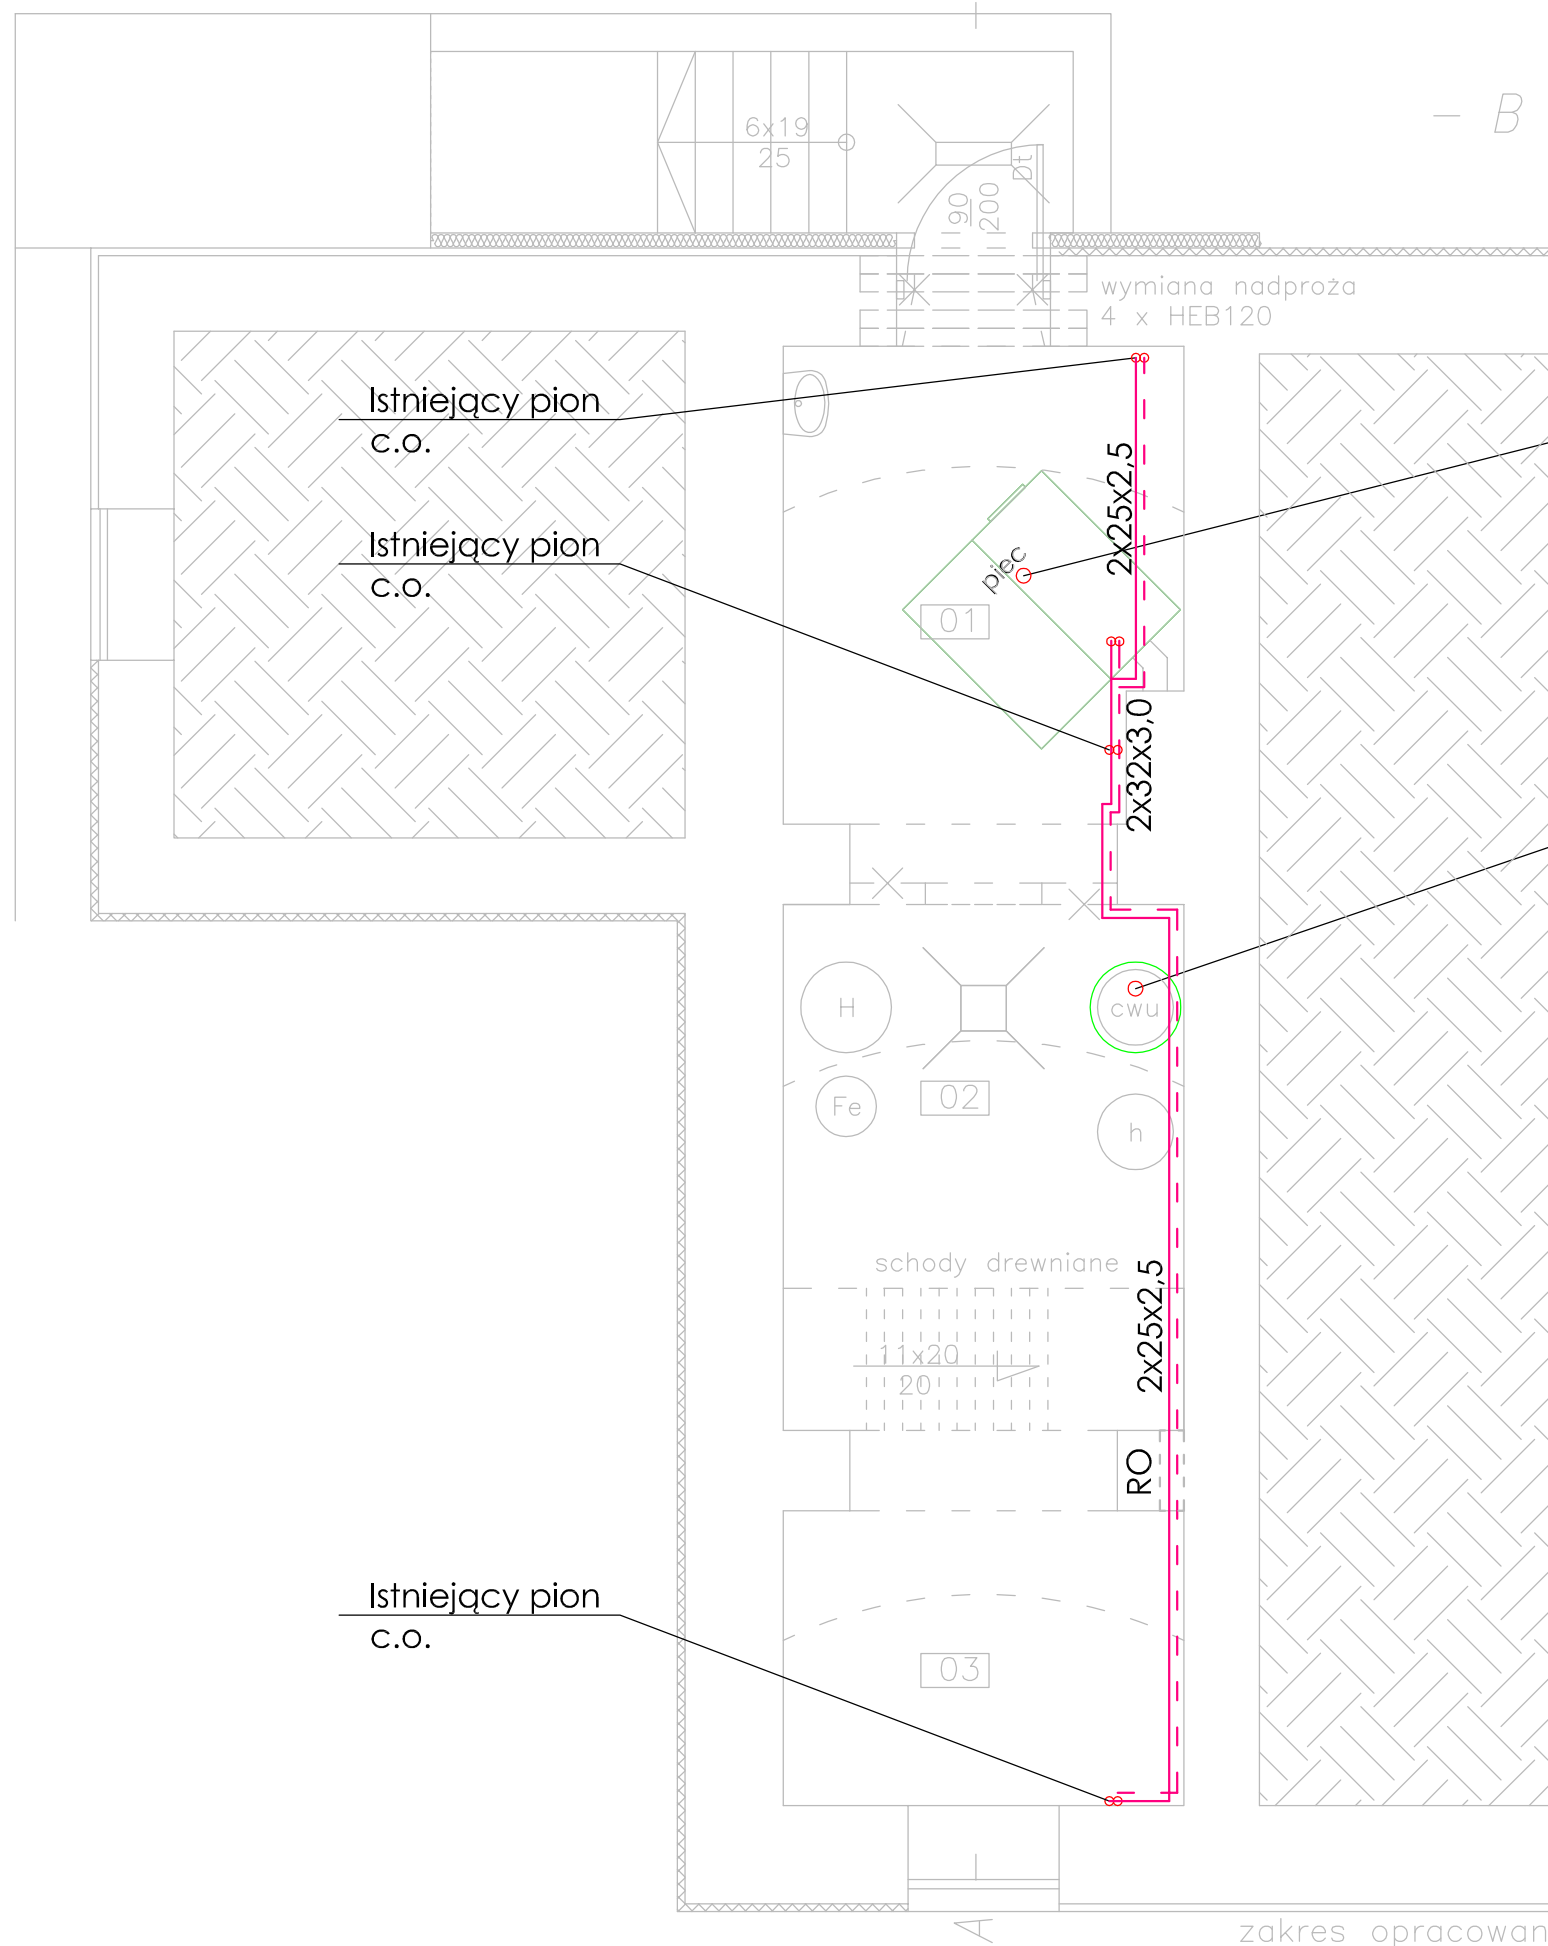 6x19
25
Dt
90
200
- B
wymiana nadproża
4 x HEB120
Istniejący pion
c.o.
2x25x2,5
Istniejący pion
c.o.
piec
01
2x32x3,0
H
cwu
Fe
02
h
schody drewniane
2x25x2,5
11x20
20
RO
Istniejący pion
c.o.
03
A
zakres opracowan